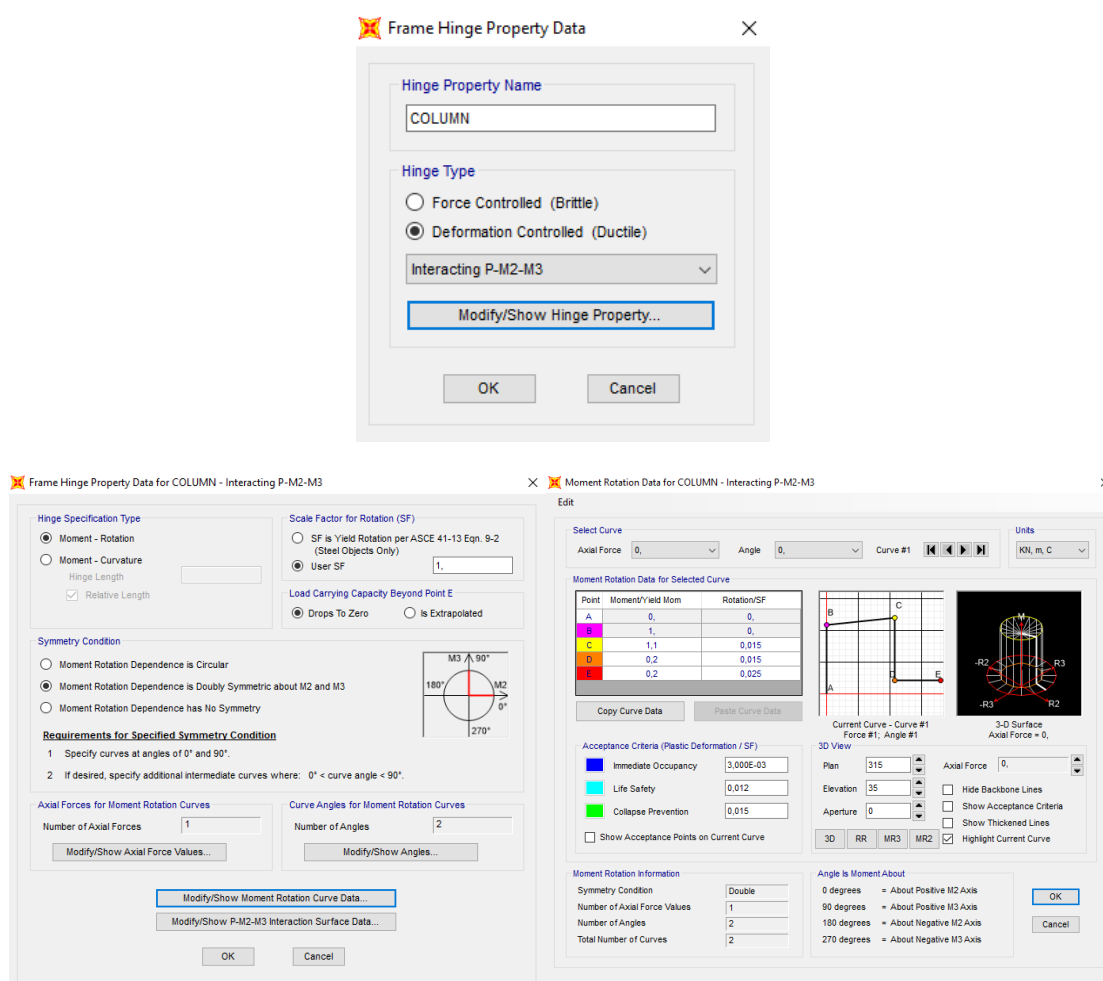 Frame Hinge Property Data
Hinge Property Name
COLUMN
Hinge Type
Force Controlled (Brittle)
Deformation Controlled (Ductile)
Interacting P-M2-M3
Modify/Show Hinge Property...
OK Cancel
Frame Hinge Property Data for COLUMN - Interacting P-M2-M3
Hinge Specification Type
Moment - Rotation
Moment - Curvature
Hinge Length
Relative Length
Scale Factor for Rotation (SF)
SF is Yield Rotation per ASCE 41-13 Eqn. 9-2
(Steel Objects Only)
User SF 1,
Load Carrying Capacity Beyond Point E
Drops To Zero Is Extrapolated
Symmetry Condition
Moment Rotation Dependence is Circular
Moment Rotation Dependence is Doubly Symmetric about M2 and M3
Moment Rotation Dependence has No Symmetry
M3 90°
180° M2
0°
270°
Requirements for Specified Symmetry Condition
1 Specify curves at angles of 0° and 90°.
2 If desired, specify additional intermediate curves where: 0° < curve angle < 90°.
Axial Forces for Moment Rotation Curves
Number of Axial Forces 1
Modify/Show Axial Force Values...
Curve Angles for Moment Rotation Curves
Number of Angles 2
Modify/Show Angles...
Modify/Show Moment Rotation Curve Data...
Modify/Show P-M2-M3 Interaction Surface Data...
OK Cancel
Moment Rotation Data for COLUMN - Interacting P-M2-M3
Edit
Select Curve
Axial Force 0, Angle 0, Curve #1
Units
KN, m, C
Moment Rotation Data for Selected Curve
Point Moment/Yield Mom Rotation/SF
A 0, 0,
B 1, 0,
C 1,1 0,015
D 0,2 0,015
E 0,2 0,025
Copy Curve Data Paste Curve Data
B C
D E
A
Current Curve - Curve #1
Force #1; Angle #1
M
-R2 R3
-R3 R2
3-D Surface
Axial Force = 0,
Acceptance Criteria (Plastic Deformation / SF)
Immediate Occupancy 3,000E-03
Life Safety 0,012
Collapse Prevention 0,015
Show Acceptance Points on Current Curve
3D View
Plan 315
Elevation 35
Aperture 0
3D RR MR3 MR2
Axial Force 0,
Hide Backbone Lines
Show Acceptance Criteria
Show Thickened Lines
Highlight Current Curve
Moment Rotation Information
Symmetry Condition Double
Number of Axial Force Values 1
Number of Angles 2
Total Number of Curves 2
Angle Is Moment About
0 degrees = About Positive M2 Axis
90 degrees = About Positive M3 Axis
180 degrees = About Negative M2 Axis
270 degrees = About Negative M3 Axis
OK
Cancel